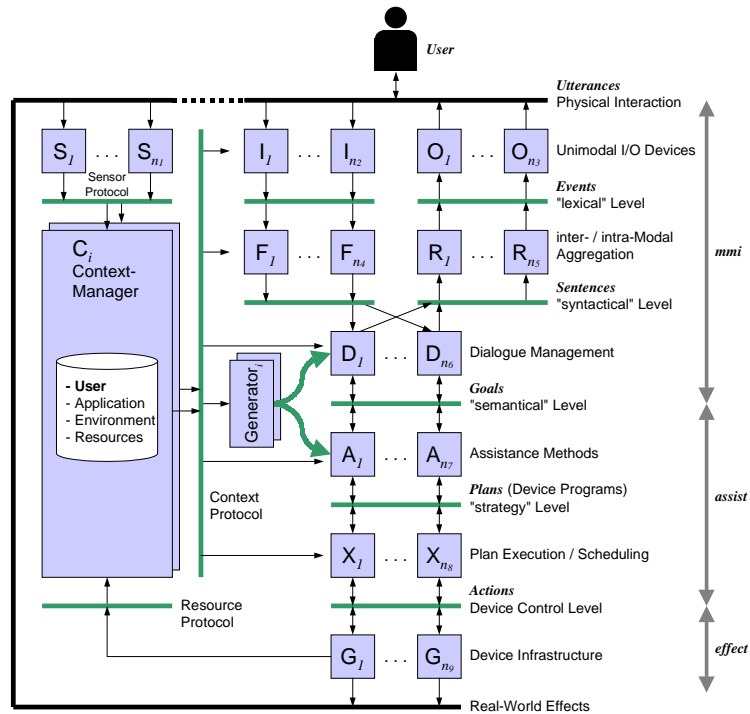 User
Utterances
Physical Interaction
S1 . . . Sn1
I1 . . . In2
O1 . . . On3
Unimodal I/O Devices
Sensor
Protocol
Events
"lexical" Level
Ci
Context-
Manager
F1 . . . Fn4
R1 . . . Rn5
inter- / intra-Modal
Aggregation
mmi
Sentences
"syntactical" Level
D1 . . . Dn6
Dialogue Management
- User
- Application
- Environment
- Resources
Generatori
Goals
"semantical" Level
A1 . . . An7
Assistance Methods
Context
Protocol
Plans (Device Programs)
"strategy" Level
assist
X1 . . . Xn8
Plan Execution / Scheduling
Actions
Device Control Level
Resource
Protocol
G1 . . . Gn9
Device Infrastructure
effect
Real-World Effects